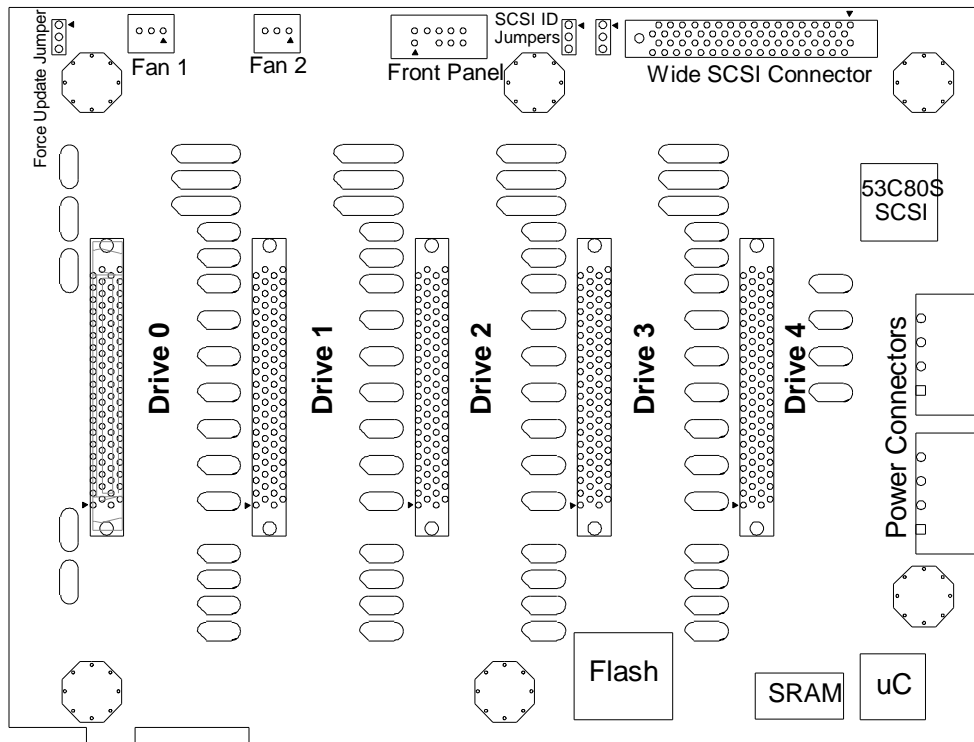 Force Update Jumper
Fan 1
Fan 2
Front Panel
SCSI ID
Jumpers
Wide SCSI Connector
53C80S
SCSI
Drive 0
Drive 1
Drive 2
Drive 3
Drive 4
Power Connectors
Flash
SRAM
uC